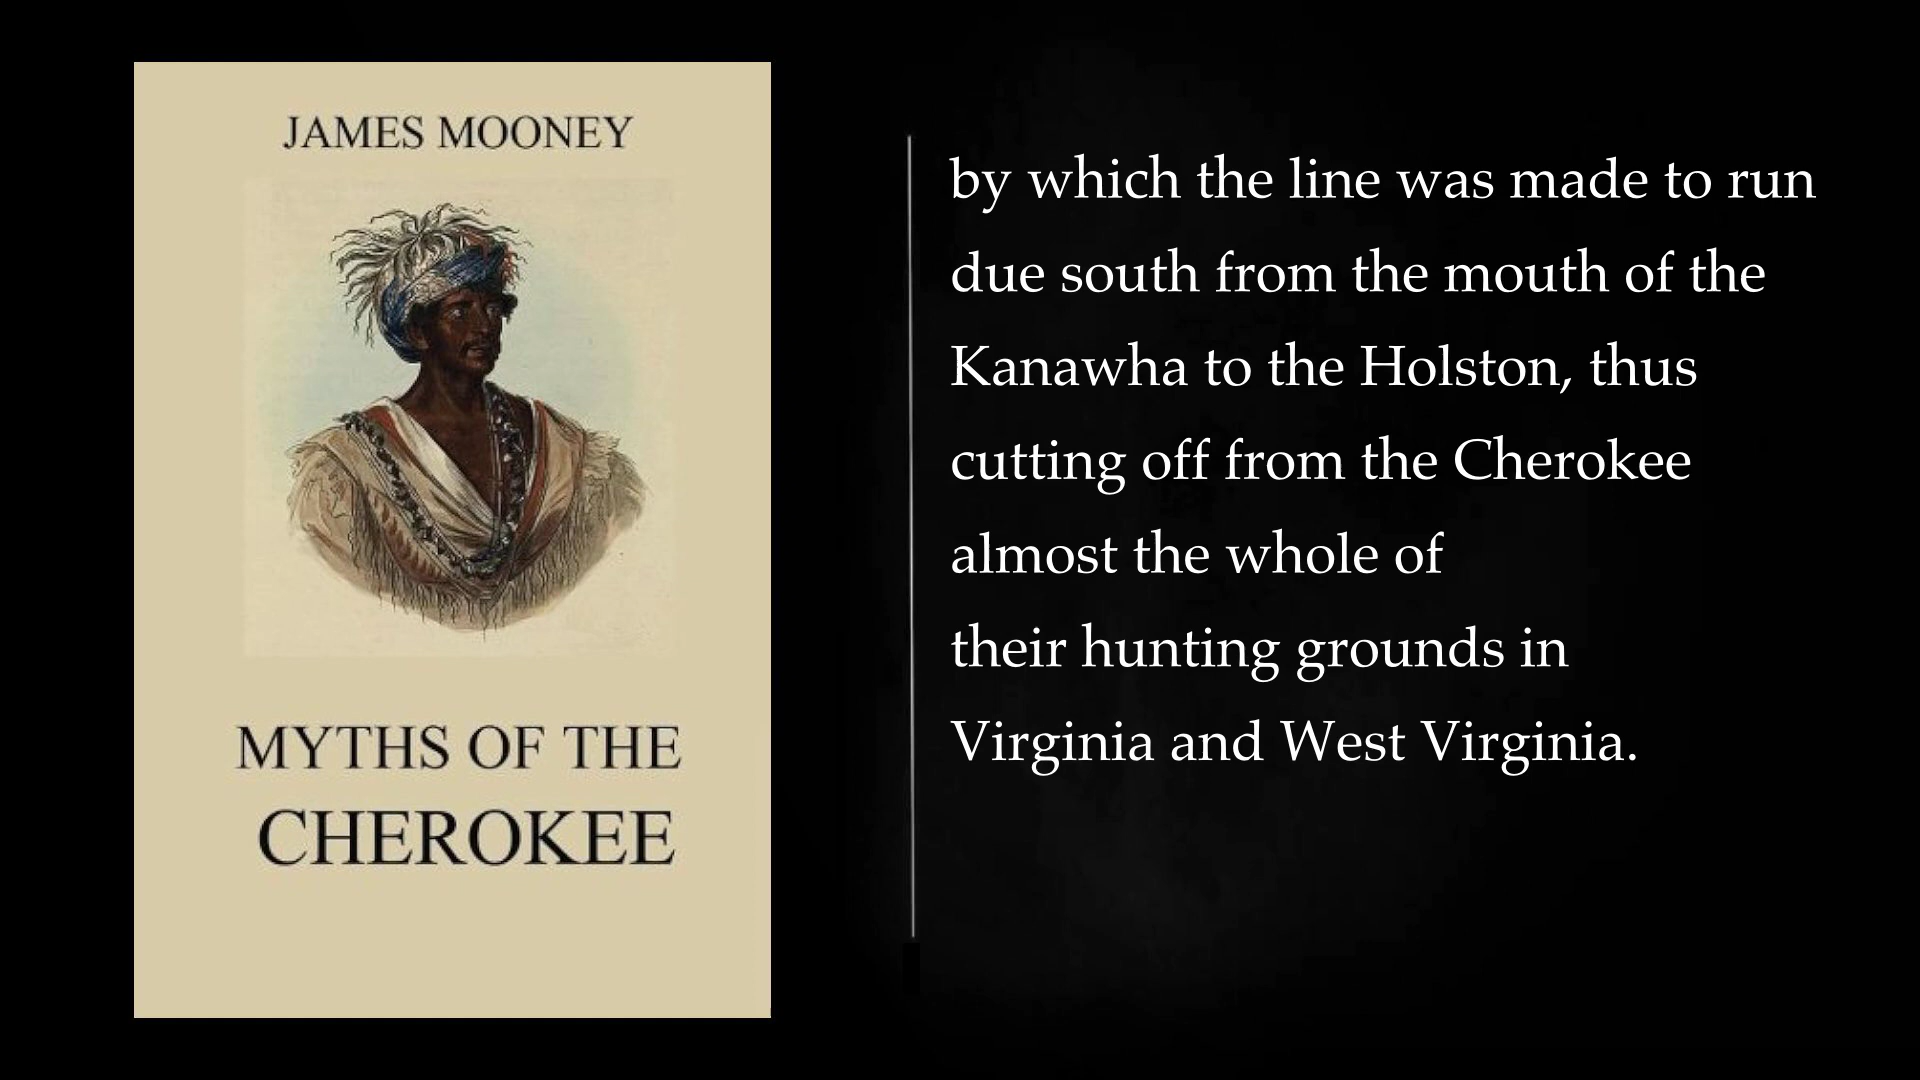 JAMES MOONEY
MYTHS OF THE
CHEROKEE
by which the line was made to run
due south from the mouth of the
Kanawha to the Holston, thus
cutting off from the Cherokee
almost the whole of
their hunting grounds in
Virginia and West Virginia.